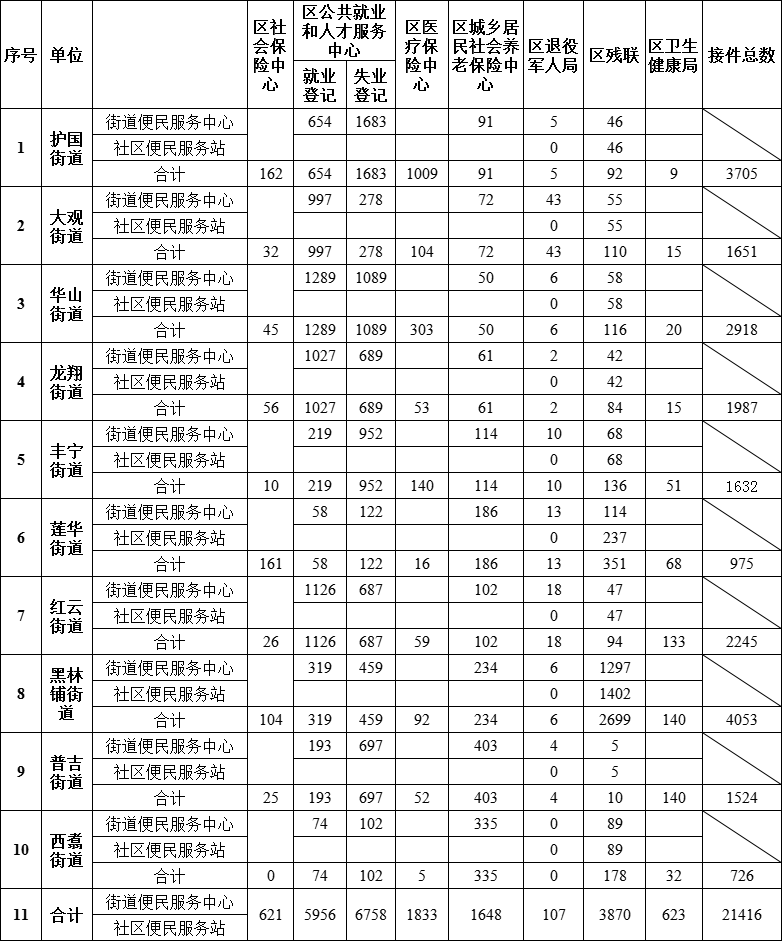 序号 单位 区社会保险中心 区公共就业和人才服务中心 区医疗保险中心 区城乡居民社会养老保险中心 区退役军人局 区残联 区卫生健康局 接件总数
就业登记 失业登记
1 护国街道 街道便民服务中心 654 1683 91 5 46
社区便民服务站 0 46
合计 162 654 1683 1009 91 5 92 9 3705
2 大观街道 街道便民服务中心 997 278 72 43 55
社区便民服务站 0 55
合计 32 997 278 104 72 43 110 15 1651
3 华山街道 街道便民服务中心 1289 1089 50 6 58
社区便民服务站 0 58
合计 45 1289 1089 303 50 6 116 20 2918
4 龙翔街道 街道便民服务中心 1027 689 61 2 42
社区便民服务站 0 42
合计 56 1027 689 53 61 2 84 15 1987
5 丰宁街道 街道便民服务中心 219 952 114 10 68
社区便民服务站 0 68
合计 10 219 952 140 114 10 136 51 1632
6 莲华街道 街道便民服务中心 58 122 186 13 114
社区便民服务站 0 237
合计 161 58 122 16 186 13 351 68 975
7 红云街道 街道便民服务中心 1126 687 102 18 47
社区便民服务站 0 47
合计 26 1126 687 59 102 18 94 133 2245
8 黑林铺街道 街道便民服务中心 319 459 234 6 1297
社区便民服务站 0 1402
合计 104 319 459 92 234 6 2699 140 4053
9 普吉街道 街道便民服务中心 193 697 403 4 5
社区便民服务站 0 5
合计 25 193 697 52 403 4 10 140 1524
10 西翥街道 街道便民服务中心 74 102 335 0 89
社区便民服务站 0 89
合计 0 74 102 5 335 0 178 32 726
11 合计 街道便民服务中心 621 5956 6758 1833 1648 107 3870 623 21416
社区便民服务站